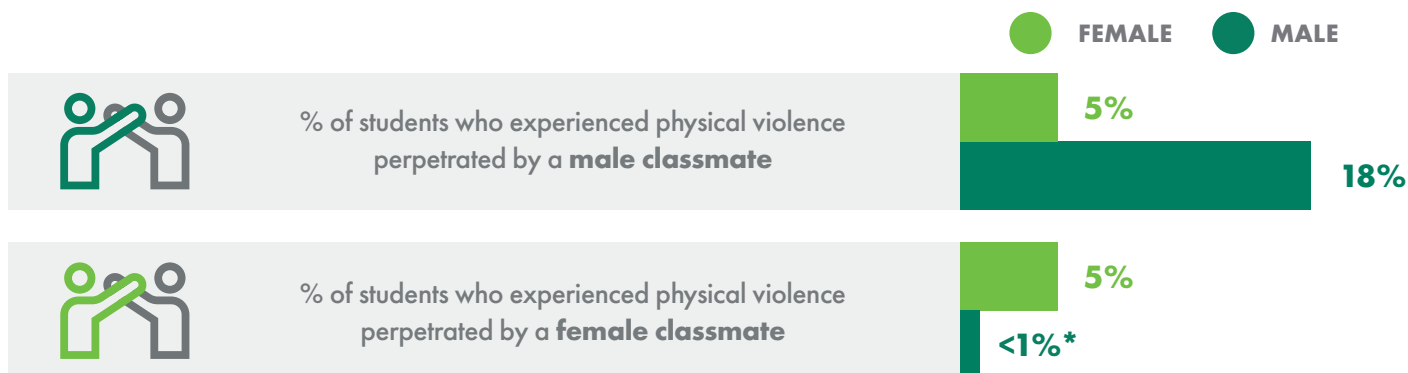 FEMALE MALE
% of students who experienced physical violence
perpetrated by a male classmate
5%
18%
% of students who experienced physical violence
perpetrated by a female classmate
5%
<1%*